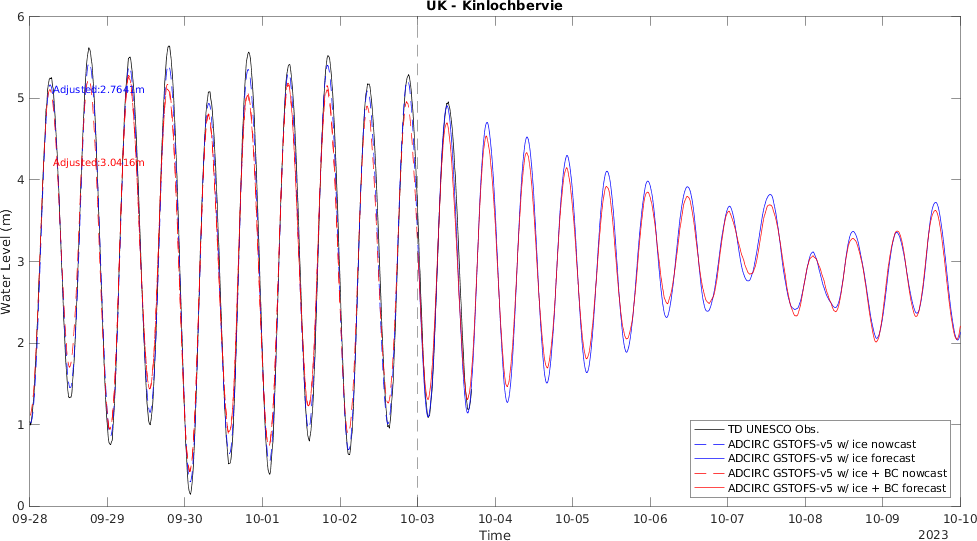 UK - Kinlochbervie
6
5
4
3
2
1
0
Water Level (m)
Adjusted:2.7641m
Adjusted:3.0416m
TD UNESCO Obs.
ADCIRC GSTOFS-v5 w/ ice nowcast
ADCIRC GSTOFS-v5 w/ ice forecast
ADCIRC GSTOFS-v5 w/ ice + BC nowcast
ADCIRC GSTOFS-v5 w/ ice + BC forecast
09-28 09-29 09-30 10-01 10-02 10-03 10-04 10-05 10-06 10-07 10-08 10-09 10-10
Time
2023